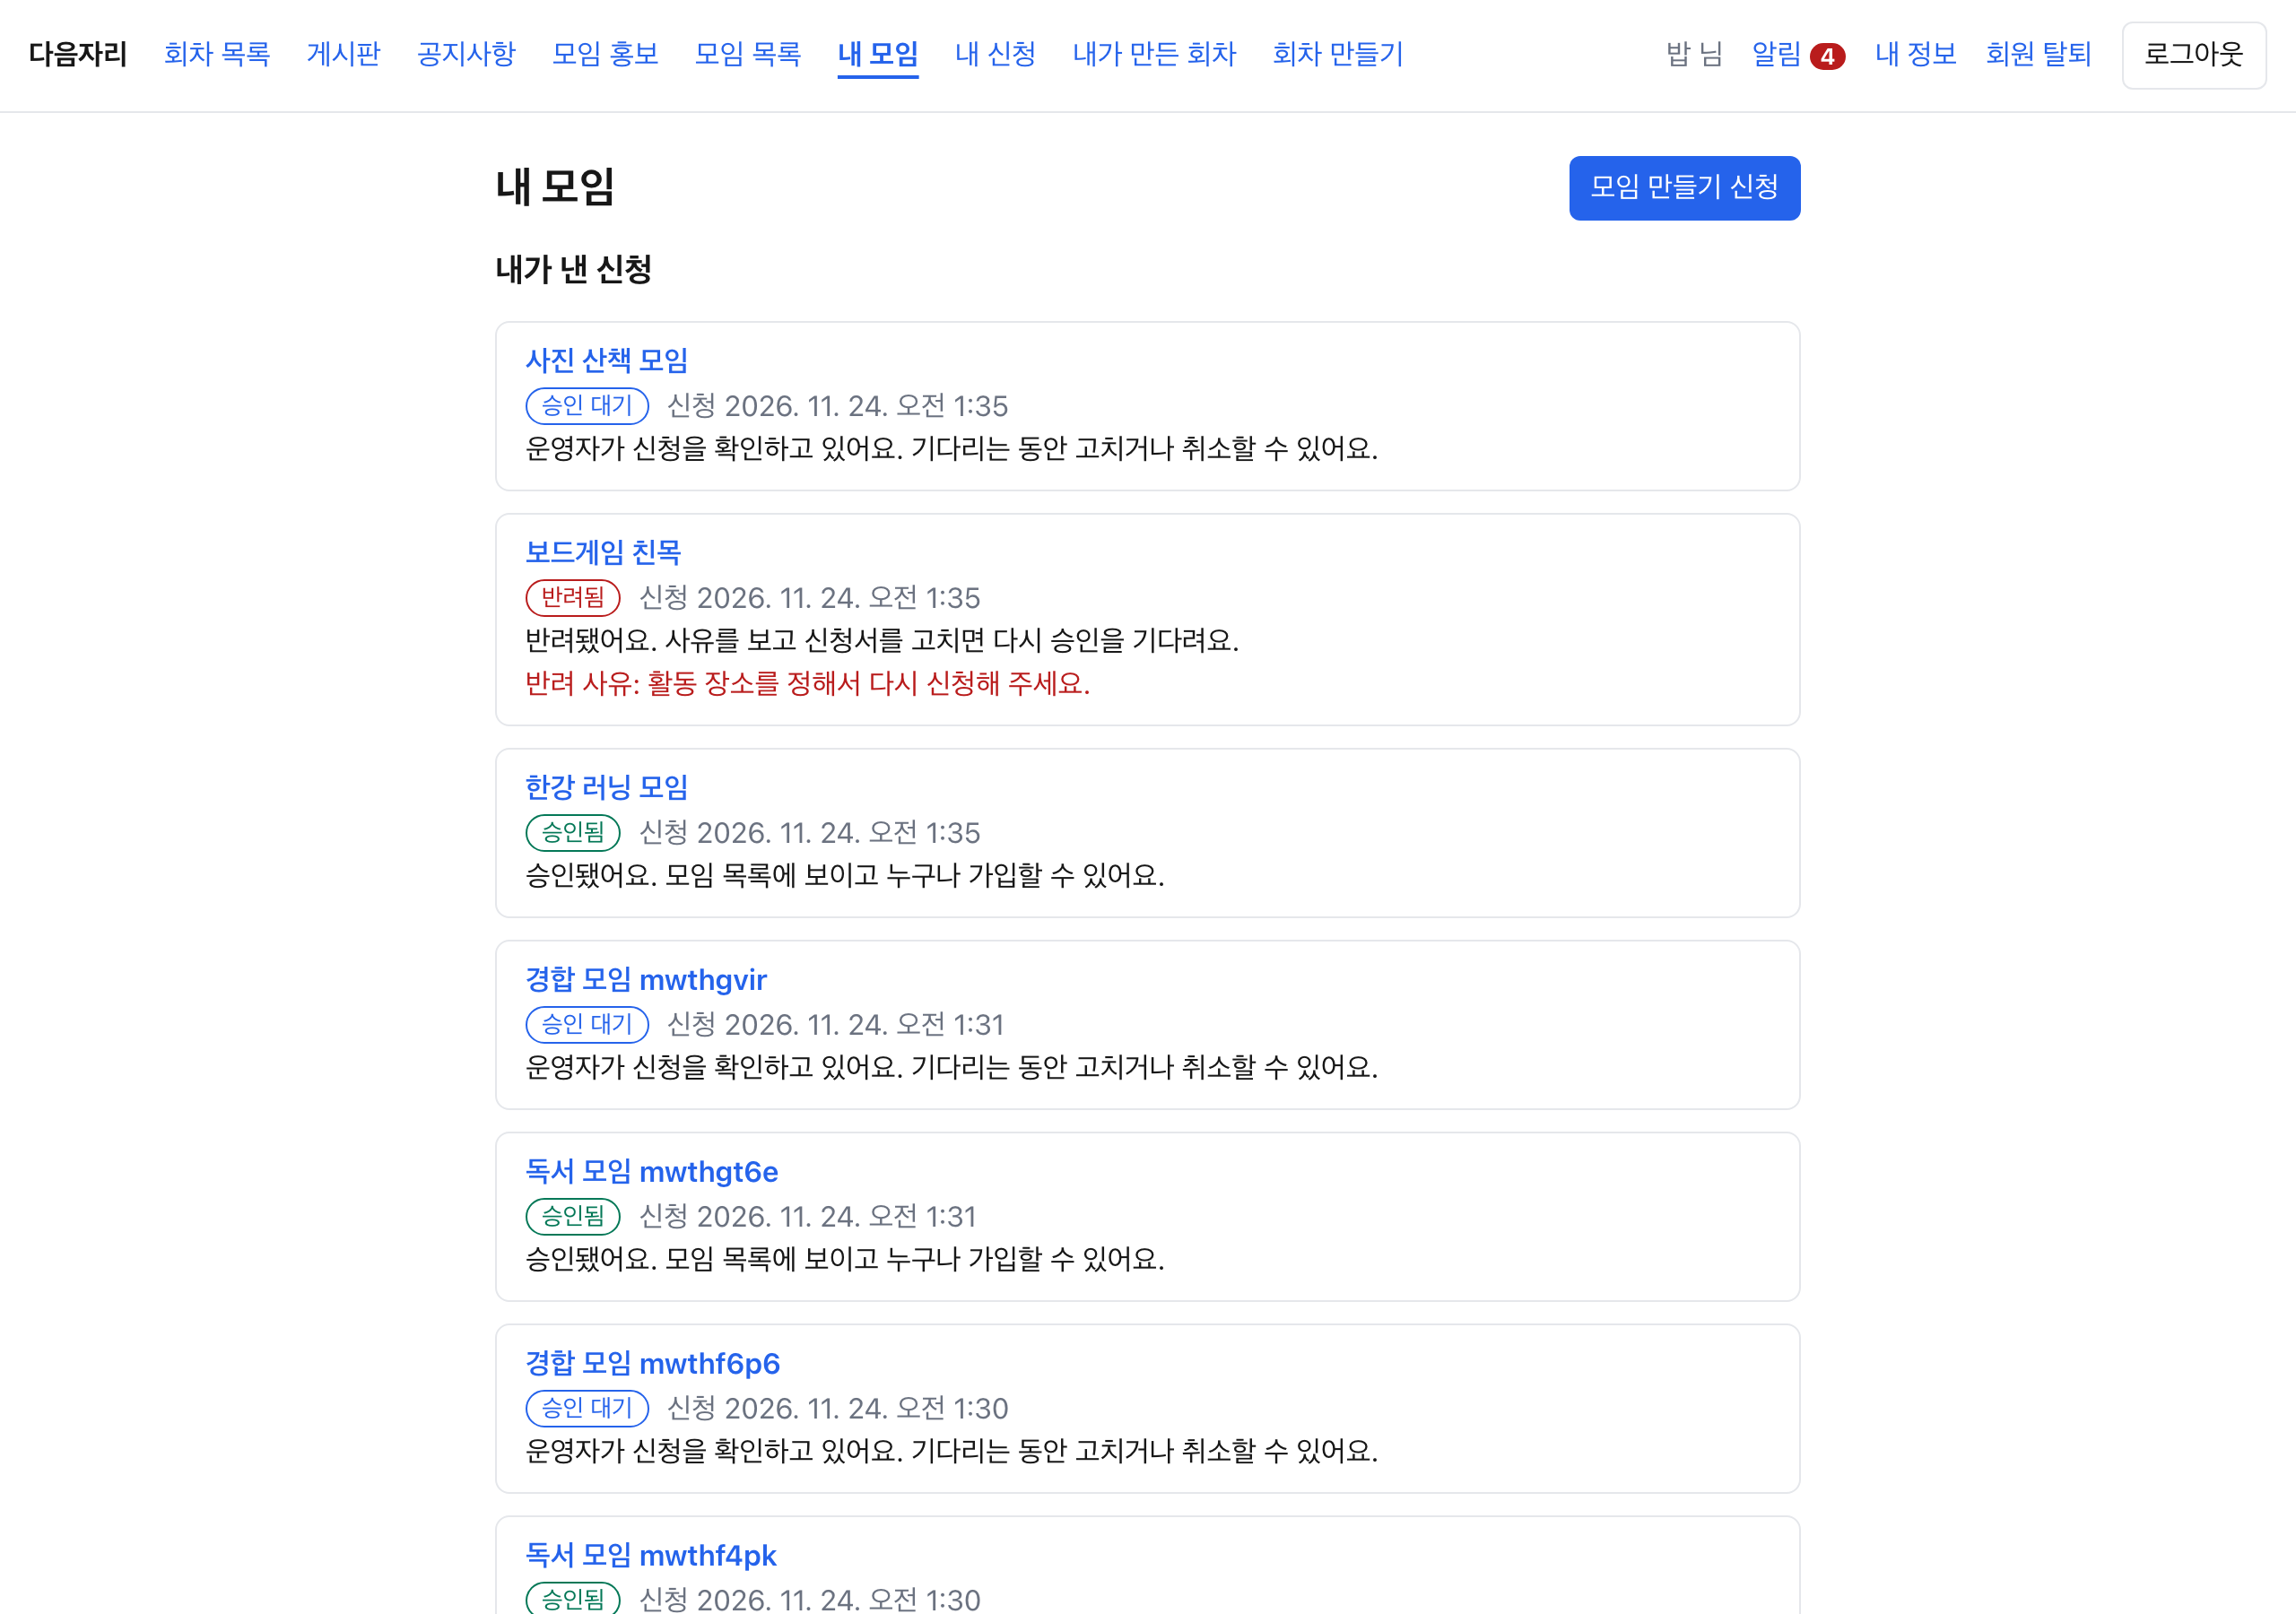 다음자리 회차 목록 게시판 공지사항 모임 홍보 모임 목록 내 모임 내 신청 내가 만든 회차 회차 만들기 밥 님 알림 4 내 정보 회원 탈퇴 로그아웃
내 모임 모임 만들기 신청
내가 낸 신청
사진 산책 모임
승인 대기 신청 2026. 11. 24. 오전 1:35
운영자가 신청을 확인하고 있어요. 기다리는 동안 고치거나 취소할 수 있어요.
보드게임 친목
반려됨 신청 2026. 11. 24. 오전 1:35
반려됐어요. 사유를 보고 신청서를 고치면 다시 승인을 기다려요.
반려 사유: 활동 장소를 정해서 다시 신청해 주세요.
한강 러닝 모임
승인됨 신청 2026. 11. 24. 오전 1:35
승인됐어요. 모임 목록에 보이고 누구나 가입할 수 있어요.
경합 모임 mwthgvir
승인 대기 신청 2026. 11. 24. 오전 1:31
운영자가 신청을 확인하고 있어요. 기다리는 동안 고치거나 취소할 수 있어요.
독서 모임 mwthgt6e
승인됨 신청 2026. 11. 24. 오전 1:31
승인됐어요. 모임 목록에 보이고 누구나 가입할 수 있어요.
경합 모임 mwthf6p6
승인 대기 신청 2026. 11. 24. 오전 1:30
운영자가 신청을 확인하고 있어요. 기다리는 동안 고치거나 취소할 수 있어요.
독서 모임 mwthf4pk
승인됨 신청 2026. 11. 24. 오전 1:30